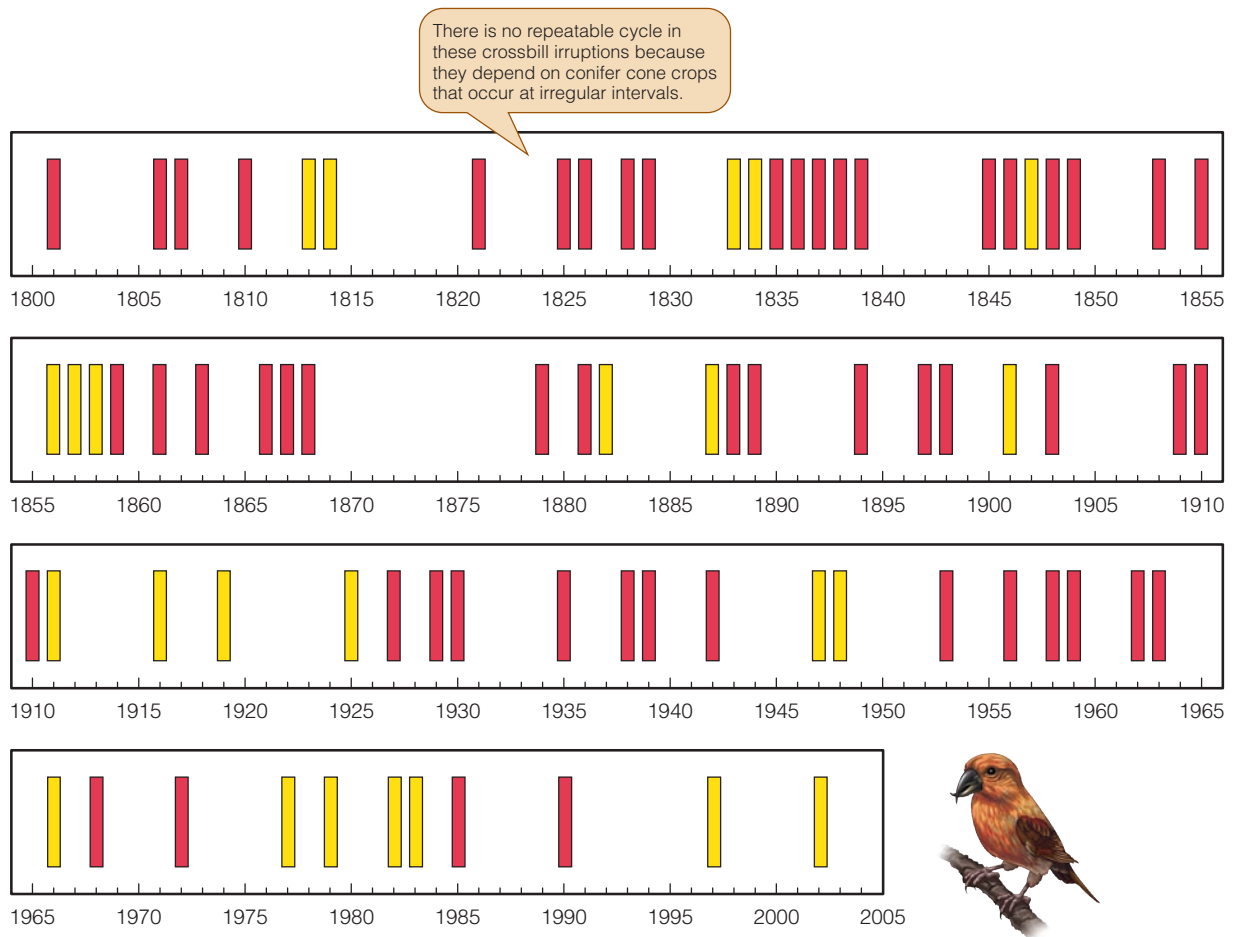 There is no repeatable cycle in
these crossbill irruptions because
they depend on conifer cone crops
that occur at irregular intervals.
1800 1805 1810 1815 1820 1825 1830 1835 1840 1845 1850 1855
1855 1860 1865 1870 1875 1880 1885 1890 1895 1900 1905 1910
1910 1915 1920 1925 1930 1935 1940 1945 1950 1955 1960 1965
1965 1970 1975 1980 1985 1990 1995 2000 2005